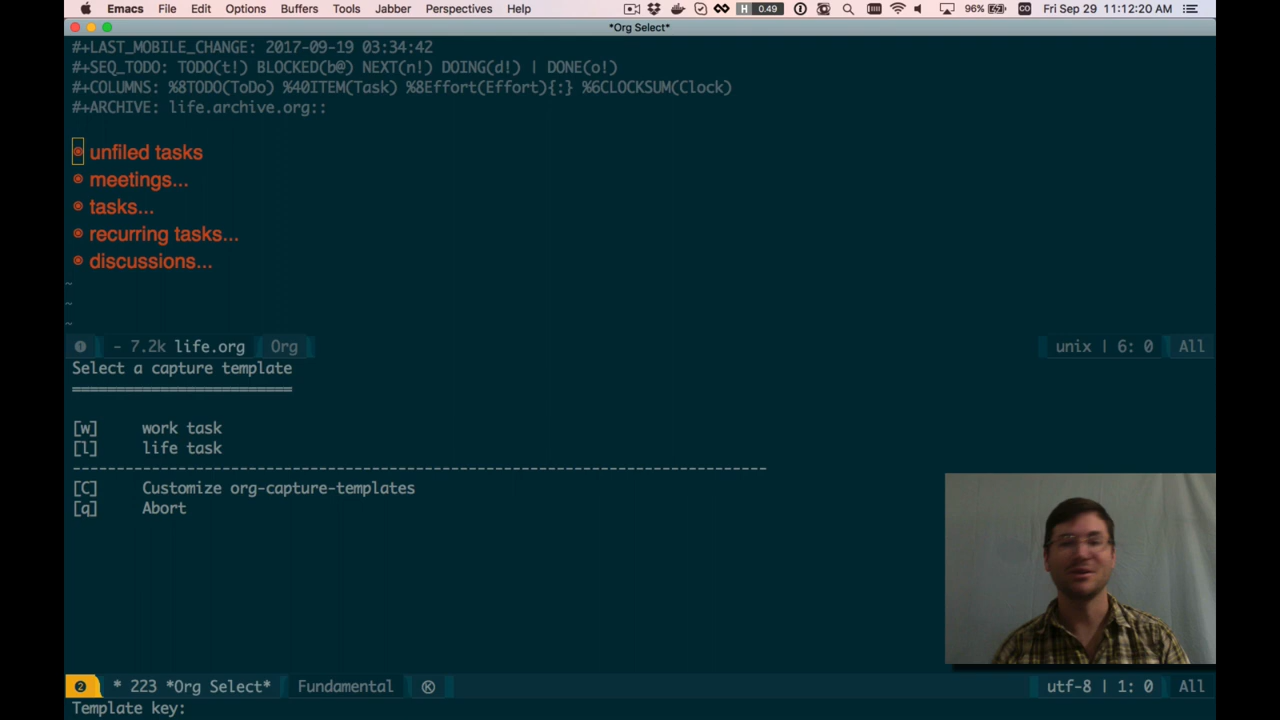 Emacs File Edit Options Buffers Tools Jabber Perspectives Help H 0.49 96% Fri Sep 29 11:12:20 AM
*Org Select*
#+LAST_MOBILE_CHANGE: 2017-09-19 03:34:42
#+SEQ_TODO: TODO(t!) BLOCKED(b@) NEXT(n!) DOING(d!) | DONE(o!)
#+COLUMNS: %8TODO(ToDo) %40ITEM(Task) %8Effort(Effort){:} %6CLOCKSUM(Clock)
#+ARCHIVE: life.archive.org::
unfiled tasks
meetings...
tasks...
recurring tasks...
discussions...
~
~
~
1 - 7.2k life.org Org unix | 6: 0 All
Select a capture template
=========================
[w] work task
[l] life task
-------------------------------------------------------------------------------
[C] Customize org-capture-templates
[q] Abort
2 * 223 *Org Select* Fundamental K utf-8 | 1: 0 All
Template key: